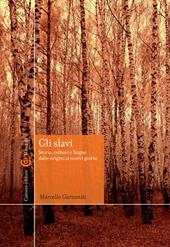 Gli slavi
Storia, culture e lingue
dalle origini ai nostri giorni
Marcello Garzaniti
Carocci editore